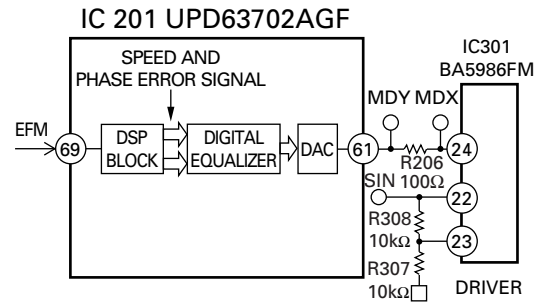 IC 201 UPD63702AGF
SPEED AND
PHASE ERROR SIGNAL
IC301
BA5986FM
MDY MDX
EFM
69
DSP
BLOCK
DIGITAL
EQUALIZER
DAC
61
24
R206
100Ω
SIN
22
R308
10kΩ
23
R307
10kΩ
DRIVER